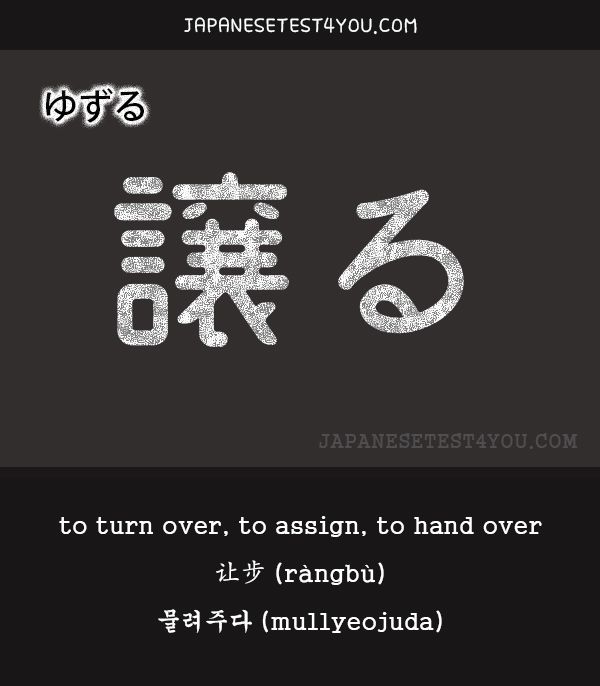 JAPANESETEST4YOU.COM
ゆずる
譲る
JAPANESETEST4YOU.COM
to turn over, to assign, to hand over
让步 (ràngbù)
물려주다 (mullyeojuda)